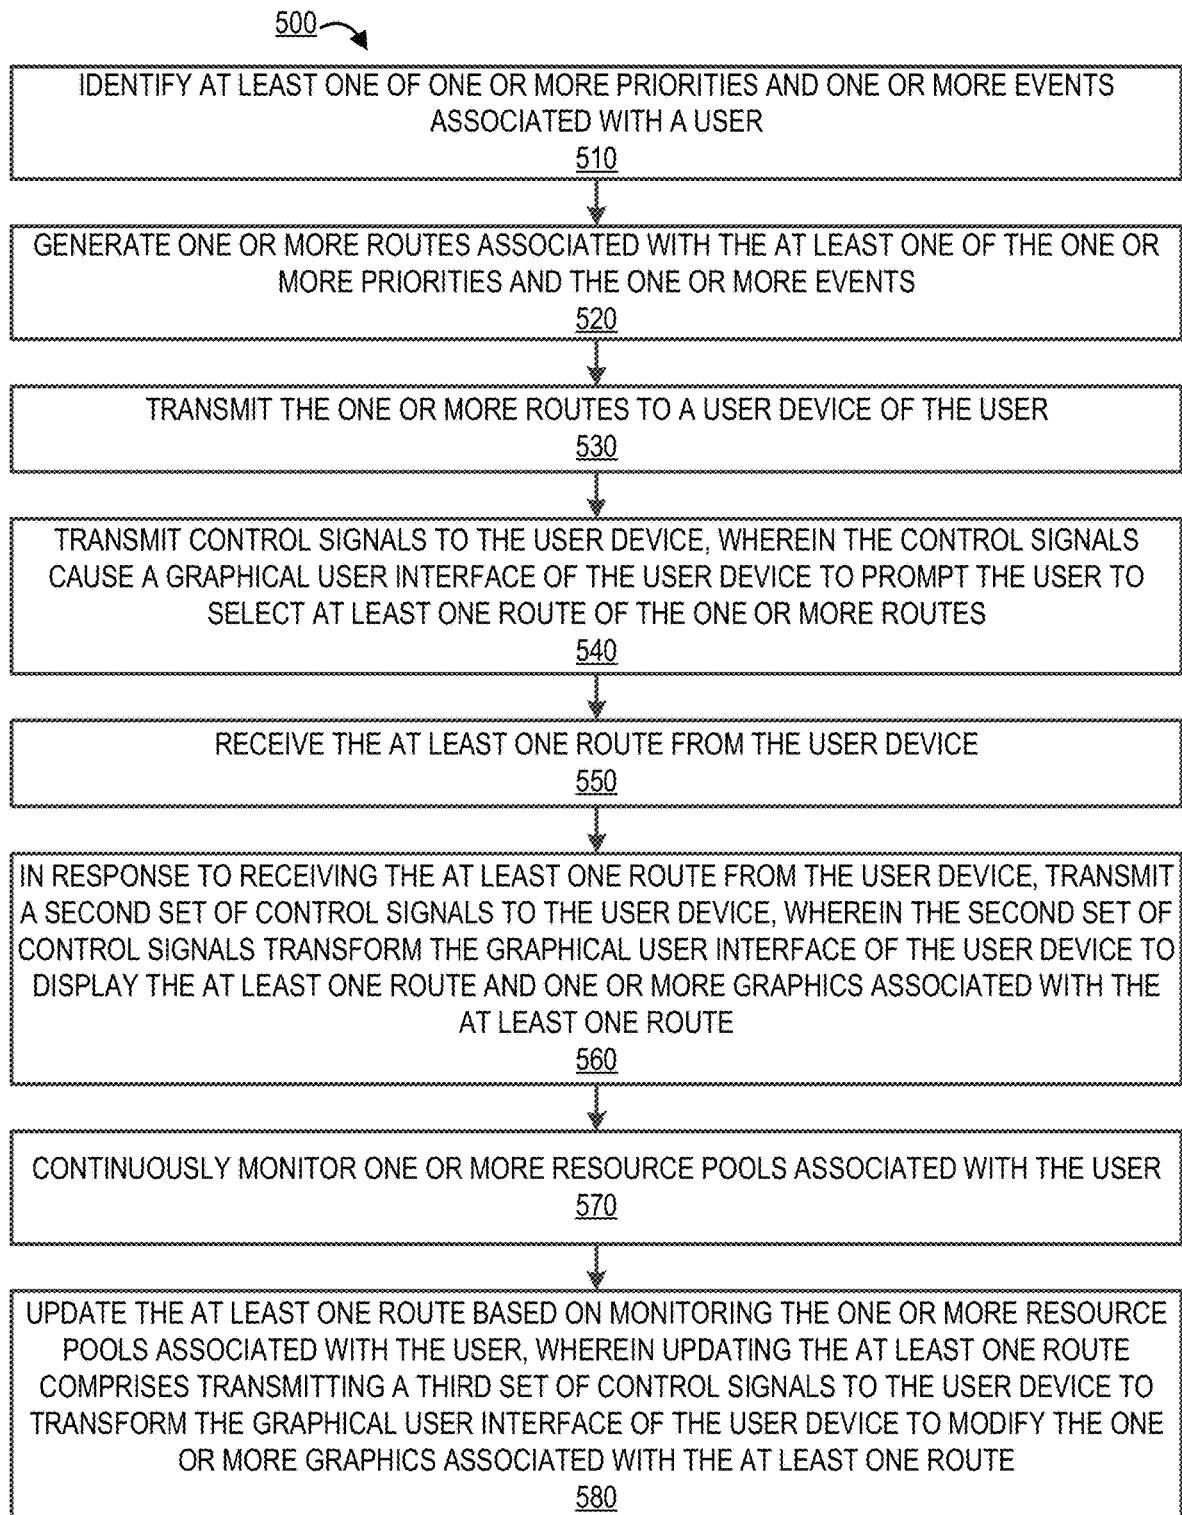 500
IDENTIFY AT LEAST ONE OF ONE OR MORE PRIORITIES AND ONE OR MORE EVENTS
ASSOCIATED WITH A USER
510
GENERATE ONE OR MORE ROUTES ASSOCIATED WITH THE AT LEAST ONE OF THE ONE OR
MORE PRIORITIES AND THE ONE OR MORE EVENTS
520
TRANSMIT THE ONE OR MORE ROUTES TO A USER DEVICE OF THE USER
530
TRANSMIT CONTROL SIGNALS TO THE USER DEVICE, WHEREIN THE CONTROL SIGNALS
CAUSE A GRAPHICAL USER INTERFACE OF THE USER DEVICE TO PROMPT THE USER TO
SELECT AT LEAST ONE ROUTE OF THE ONE OR MORE ROUTES
540
RECEIVE THE AT LEAST ONE ROUTE FROM THE USER DEVICE
550
IN RESPONSE TO RECEIVING THE AT LEAST ONE ROUTE FROM THE USER DEVICE, TRANSMIT
A SECOND SET OF CONTROL SIGNALS TO THE USER DEVICE, WHEREIN THE SECOND SET OF
CONTROL SIGNALS TRANSFORM THE GRAPHICAL USER INTERFACE OF THE USER DEVICE TO
DISPLAY THE AT LEAST ONE ROUTE AND ONE OR MORE GRAPHICS ASSOCIATED WITH THE
AT LEAST ONE ROUTE
560
CONTINUOUSLY MONITOR ONE OR MORE RESOURCE POOLS ASSOCIATED WITH THE USER
570
UPDATE THE AT LEAST ONE ROUTE BASED ON MONITORING THE ONE OR MORE RESOURCE
POOLS ASSOCIATED WITH THE USER, WHEREIN UPDATING THE AT LEAST ONE ROUTE
COMPRISES TRANSMITTING A THIRD SET OF CONTROL SIGNALS TO THE USER DEVICE TO
TRANSFORM THE GRAPHICAL USER INTERFACE OF THE USER DEVICE TO MODIFY THE ONE
OR MORE GRAPHICS ASSOCIATED WITH THE AT LEAST ONE ROUTE
580